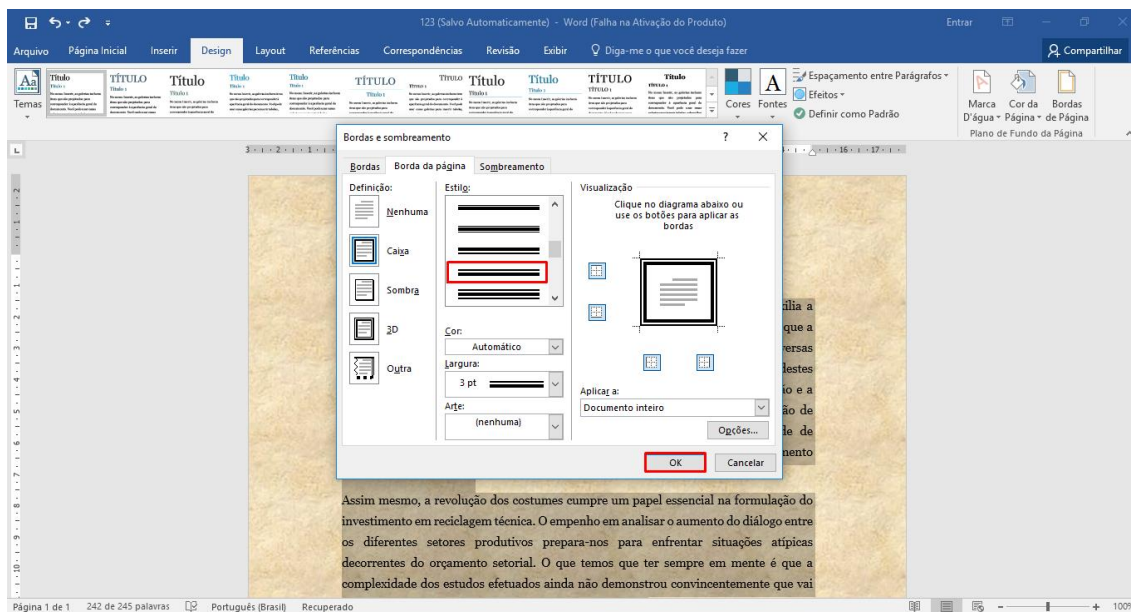 123 (Salvo Automaticamente) - Word (Falha na Ativação do Produto)
Entrar
Arquivo Página Inicial Inserir Design Layout Referências Correspondências Revisão Exibir Diga-me o que você deseja fazer
Compartilhar
Aa
Título TÍTULO Título Título Título TÍTULO TÍTULO Título Título TÍTULO Título
Temas
Cores
A
Fontes
Espaçamento entre Parágrafos
Efeitos
Definir como Padrão
Marca D'água
Cor da Página
Bordas de Página
Plano de Fundo da Página
Bordas e sombreamento
? X
Bordas Borda da página Sombreamento
Definição:
Nenhuma
Caixa
Sombra
3D
Outra
Estilo:
Cor:
Automático
Largura:
3 pt
Arte:
(nenhuma)
Visualização
Clique no diagrama abaixo ou
use os botões para aplicar as
bordas
Aplicar a:
Documento inteiro
Opções...
OK Cancelar
que a
mento
Assim mesmo, a revolução dos costumes cumpre um papel essencial na formulação do
investimento em reciclagem técnica. O empenho em analisar o aumento do diálogo entre
os diferentes setores produtivos prepara-nos para enfrentar situações atípicas
decorrentes do orçamento setorial. O que temos que ter sempre em mente é que a
complexidade dos estudos efetuados ainda não demonstrou convincentemente que vai
Página 1 de 1 242 de 245 palavras Português (Brasil) Recuperado